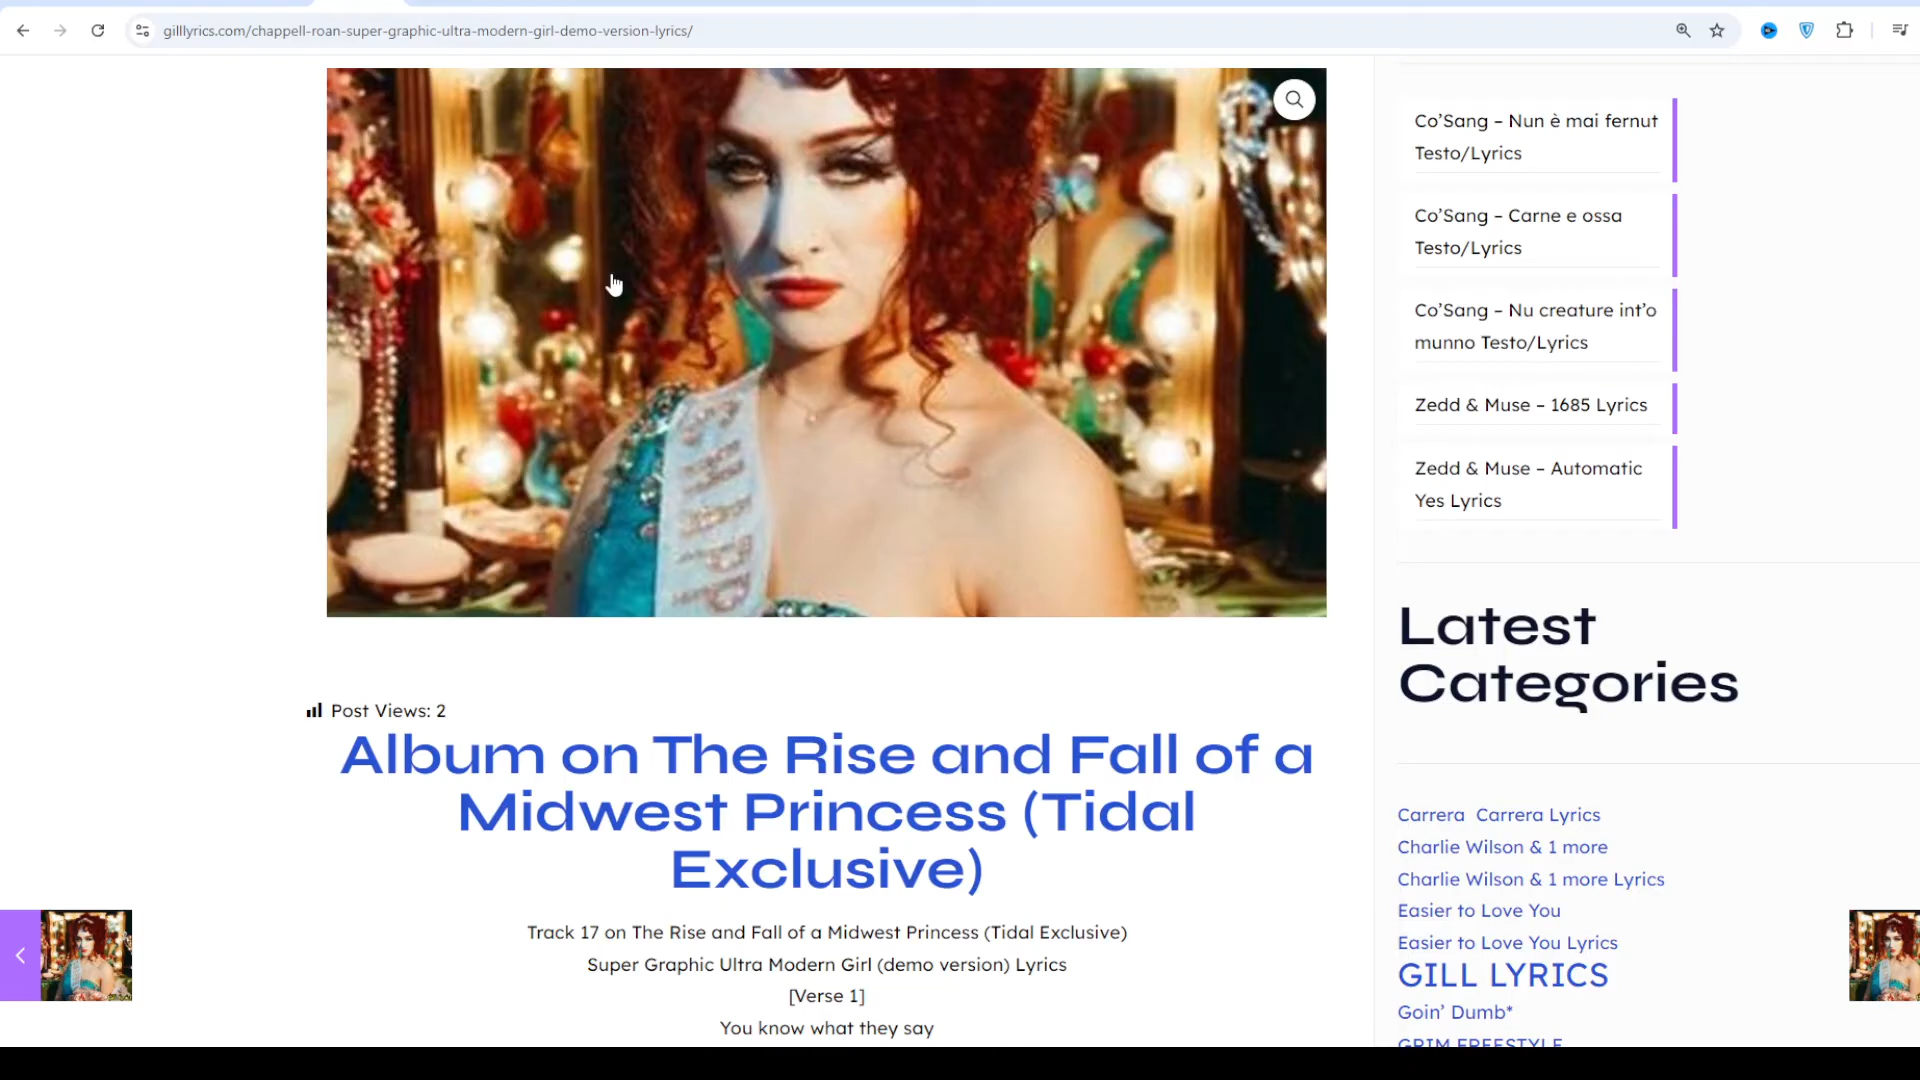 gilllyrics.com/chappell-roan-super-graphic-ultra-modern-girl-demo-version-lyrics/
Post Views: 2
Album on The Rise and Fall of a
Midwest Princess (Tidal
Exclusive)
Track 17 on The Rise and Fall of a Midwest Princess (Tidal Exclusive)
Super Graphic Ultra Modern Girl (demo version) Lyrics
[Verse 1]
You know what they say
Co’Sang – Nun è mai fernut
Testo/Lyrics
Co’Sang – Carne e ossa
Testo/Lyrics
Co’Sang – Nu creature int’o
munno Testo/Lyrics
Zedd & Muse – 1685 Lyrics
Zedd & Muse – Automatic
Yes Lyrics
Latest
Categories
Carrera Carrera Lyrics
Charlie Wilson & 1 more
Charlie Wilson & 1 more Lyrics
Easier to Love You
Easier to Love You Lyrics
GILL LYRICS
Goin’ Dumb*
GRIM FREESTYLE